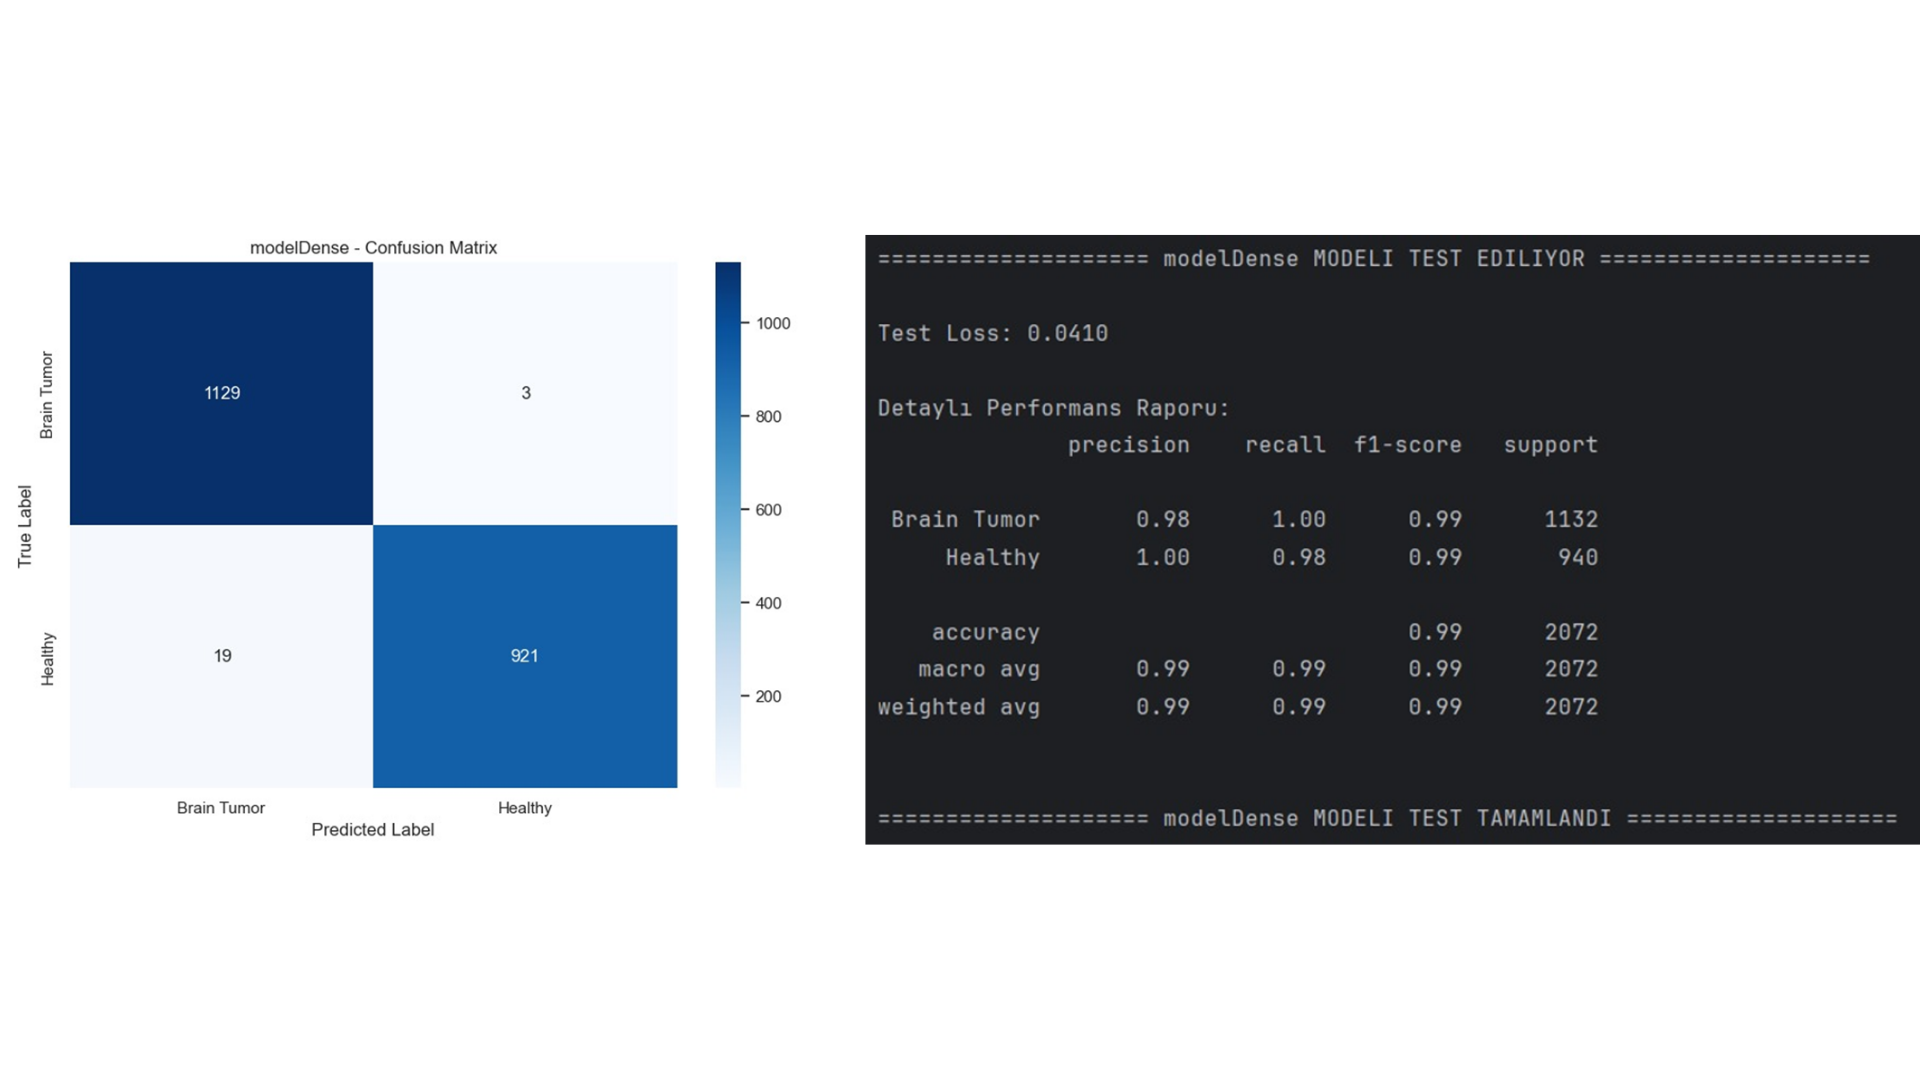 modelDense - Confusion Matrix
True Label
Brain Tumor
Healthy
1129
3
19
921
Brain Tumor
Healthy
Predicted Label
1000
800
600
400
200
==================== modelDense MODELI TEST EDILIYOR ====================
Test Loss: 0.0410
Detaylı Performans Raporu:
precision recall f1-score support
Brain Tumor 0.98 1.00 0.99 1132
Healthy 1.00 0.98 0.99 940
accuracy 0.99 2072
macro avg 0.99 0.99 0.99 2072
weighted avg 0.99 0.99 0.99 2072
==================== modelDense MODELI TEST TAMAMLANDI ====================